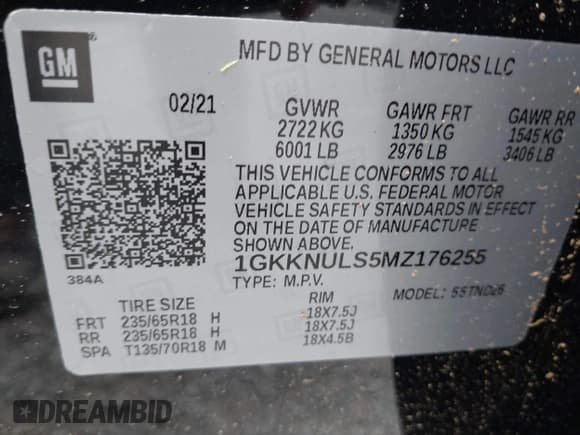 GM
MFD BY GENERAL MOTORS LLC
02/21 GVWR GAWR FRT GAWR RR
2722 KG 1350 KG 1545 KG
6001 LB 2976 LB 3406 LB
THIS VEHICLE CONFORMS TO ALL
APPLICABLE U.S. FEDERAL MOTOR
VEHICLE SAFETY STANDARDS IN EFFECT
ON THE DATE OF MANUFACTURE
SHOWN ABOVE.
1GKKNULS5MZ176255
384A
TYPE: M.P.V. MODEL: 55TND26
TIRE SIZE RIM
FRT 235/65R18 H 18X7.5J
RR 235/65R18 H 18X7.5J
SPA T135/70R18 M 18X4.5B
DREAMBID